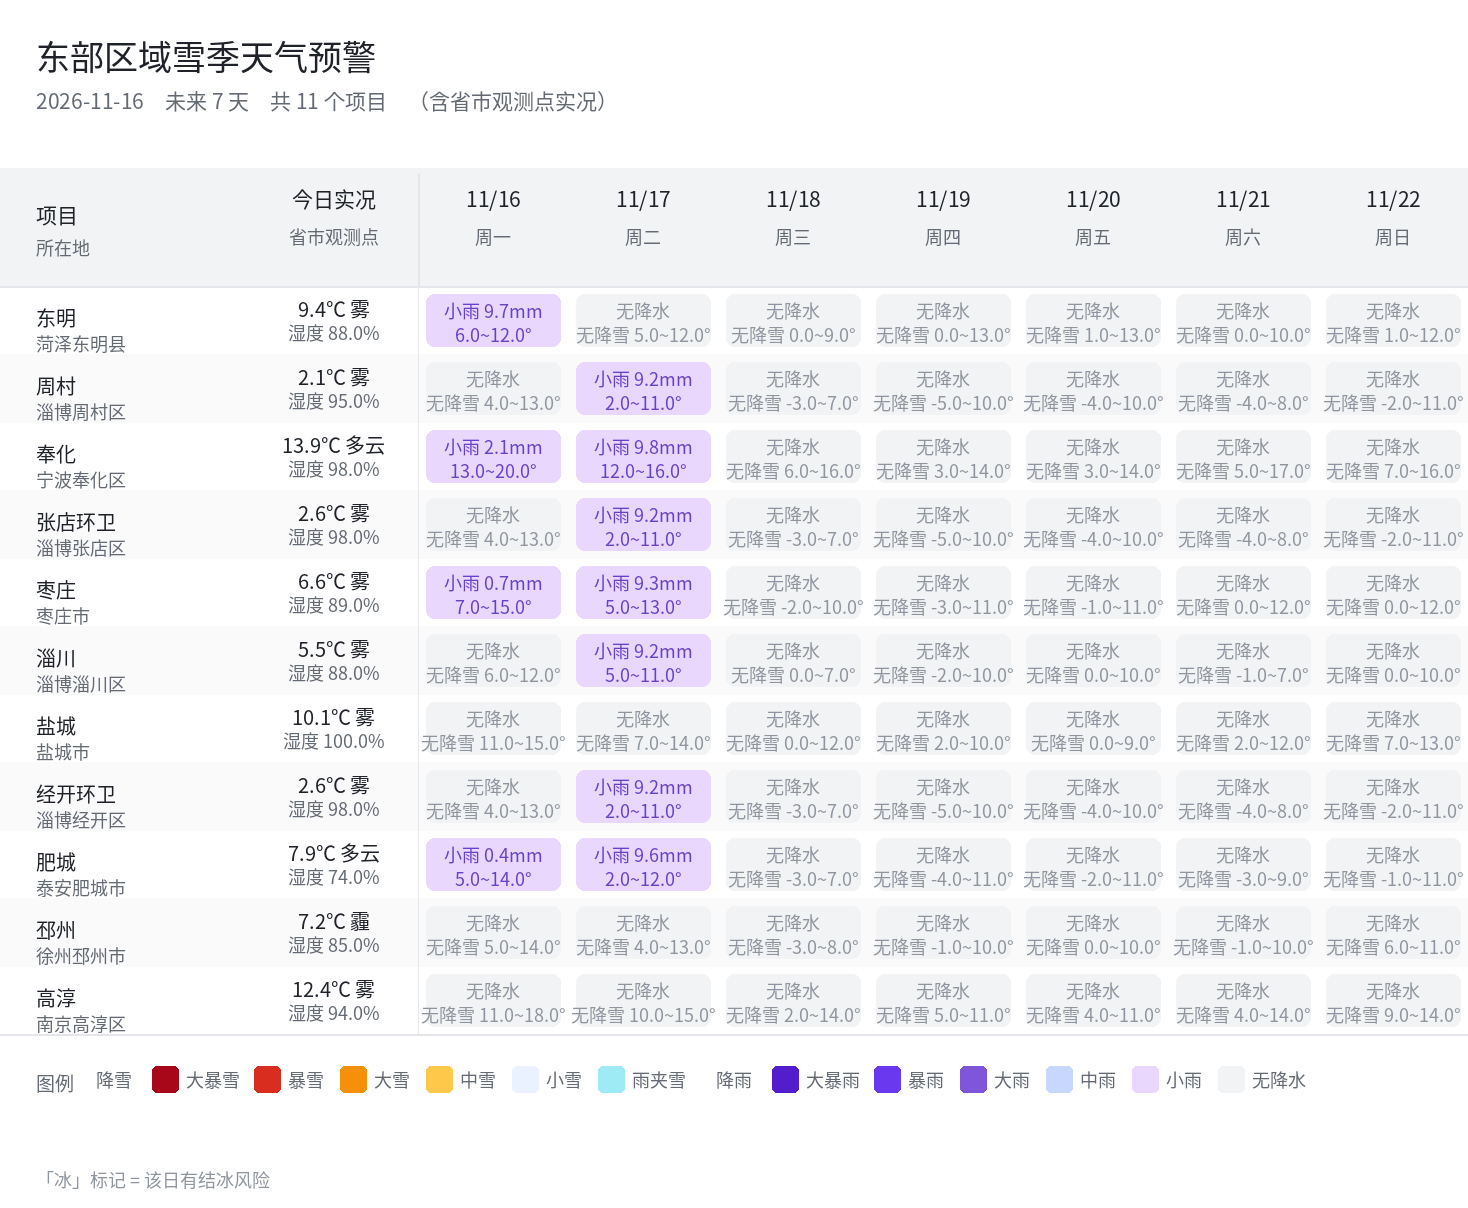 东部区域雪季天气预警
2026-11-16 未来 7 天 共 11 个项目 （含省市观测点实况）
项目 所在地 今日实况 省市观测点 11/16 周一 11/17 周二 11/18 周三 11/19 周四 11/20 周五 11/21 周六 11/22 周日
东明 9.4℃ 雾 小雨 9.7mm 无降水 无降水 无降水 无降水 无降水 无降水
菏泽东明县 湿度 88.0% 6.0~12.0° 无降雪 5.0~12.0° 无降雪 0.0~9.0° 无降雪 0.0~13.0° 无降雪 1.0~13.0° 无降雪 0.0~10.0° 无降雪 1.0~12.0°
周村 2.1℃ 雾 无降水 小雨 9.2mm 无降水 无降水 无降水 无降水 无降水
淄博周村区 湿度 95.0% 无降雪 4.0~13.0° 2.0~11.0° 无降雪 -3.0~7.0° 无降雪 -5.0~10.0° 无降雪 -4.0~10.0° 无降雪 -4.0~8.0° 无降雪 -2.0~11.0°
奉化 13.9℃ 多云 小雨 2.1mm 小雨 9.8mm 无降水 无降水 无降水 无降水 无降水
宁波奉化区 湿度 98.0% 13.0~20.0° 12.0~16.0° 无降雪 6.0~16.0° 无降雪 3.0~14.0° 无降雪 3.0~14.0° 无降雪 5.0~17.0° 无降雪 7.0~16.0°
张店环卫 2.6℃ 雾 无降水 小雨 9.2mm 无降水 无降水 无降水 无降水 无降水
淄博张店区 湿度 98.0% 无降雪 4.0~13.0° 2.0~11.0° 无降雪 -3.0~7.0° 无降雪 -5.0~10.0° 无降雪 -4.0~10.0° 无降雪 -4.0~8.0° 无降雪 -2.0~11.0°
枣庄 6.6℃ 雾 小雨 0.7mm 小雨 9.3mm 无降水 无降水 无降水 无降水 无降水
枣庄市 湿度 89.0% 7.0~15.0° 5.0~13.0° 无降雪 -2.0~10.0° 无降雪 -3.0~11.0° 无降雪 -1.0~11.0° 无降雪 0.0~12.0° 无降雪 0.0~12.0°
淄川 5.5℃ 雾 无降水 小雨 9.2mm 无降水 无降水 无降水 无降水 无降水
淄博淄川区 湿度 88.0% 无降雪 6.0~12.0° 5.0~11.0° 无降雪 0.0~7.0° 无降雪 -2.0~10.0° 无降雪 0.0~10.0° 无降雪 -1.0~7.0° 无降雪 0.0~10.0°
盐城 10.1℃ 雾 无降水 无降水 无降水 无降水 无降水 无降水 无降水
盐城市 湿度 100.0% 无降雪 11.0~15.0° 无降雪 7.0~14.0° 无降雪 0.0~12.0° 无降雪 2.0~10.0° 无降雪 0.0~9.0° 无降雪 2.0~12.0° 无降雪 7.0~13.0°
经开环卫 2.6℃ 雾 无降水 小雨 9.2mm 无降水 无降水 无降水 无降水 无降水
淄博经开区 湿度 98.0% 无降雪 4.0~13.0° 2.0~11.0° 无降雪 -3.0~7.0° 无降雪 -5.0~10.0° 无降雪 -4.0~10.0° 无降雪 -4.0~8.0° 无降雪 -2.0~11.0°
肥城 7.9℃ 多云 小雨 0.4mm 小雨 9.6mm 无降水 无降水 无降水 无降水 无降水
泰安肥城市 湿度 74.0% 5.0~14.0° 2.0~12.0° 无降雪 -3.0~7.0° 无降雪 -4.0~11.0° 无降雪 -2.0~11.0° 无降雪 -3.0~9.0° 无降雪 -1.0~11.0°
邳州 7.2℃ 霾 无降水 无降水 无降水 无降水 无降水 无降水 无降水
徐州邳州市 湿度 85.0% 无降雪 5.0~14.0° 无降雪 4.0~13.0° 无降雪 -3.0~8.0° 无降雪 -1.0~10.0° 无降雪 0.0~10.0° 无降雪 -1.0~10.0° 无降雪 6.0~11.0°
高淳 12.4℃ 雾 无降水 无降水 无降水 无降水 无降水 无降水 无降水
南京高淳区 湿度 94.0% 无降雪 11.0~18.0° 无降雪 10.0~15.0° 无降雪 2.0~14.0° 无降雪 5.0~11.0° 无降雪 4.0~11.0° 无降雪 4.0~14.0° 无降雪 9.0~14.0°
图例 降雪 大暴雪 暴雪 大雪 中雪 小雪 雨夹雪 降雨 大暴雨 暴雨 大雨 中雨 小雨 无降水
「冰」标记 = 该日有结冰风险